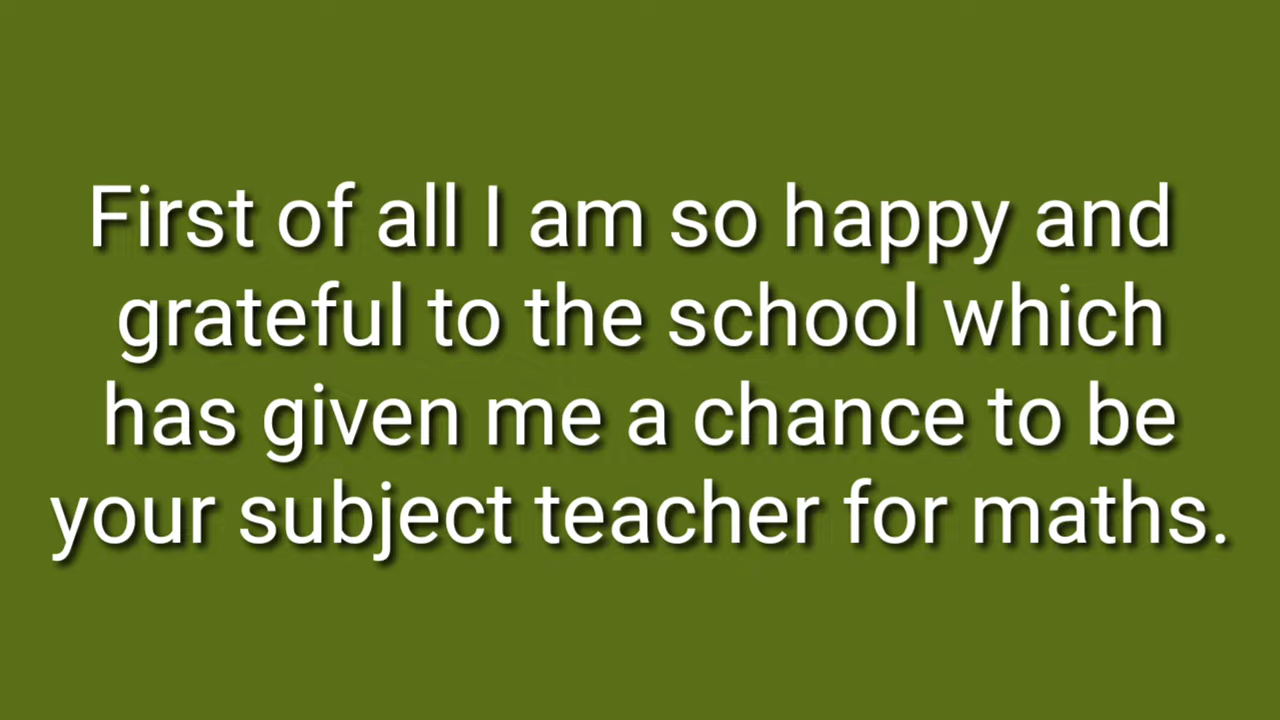 First of all I am so happy and
grateful to the school which
has given me a chance to be
your subject teacher for maths.